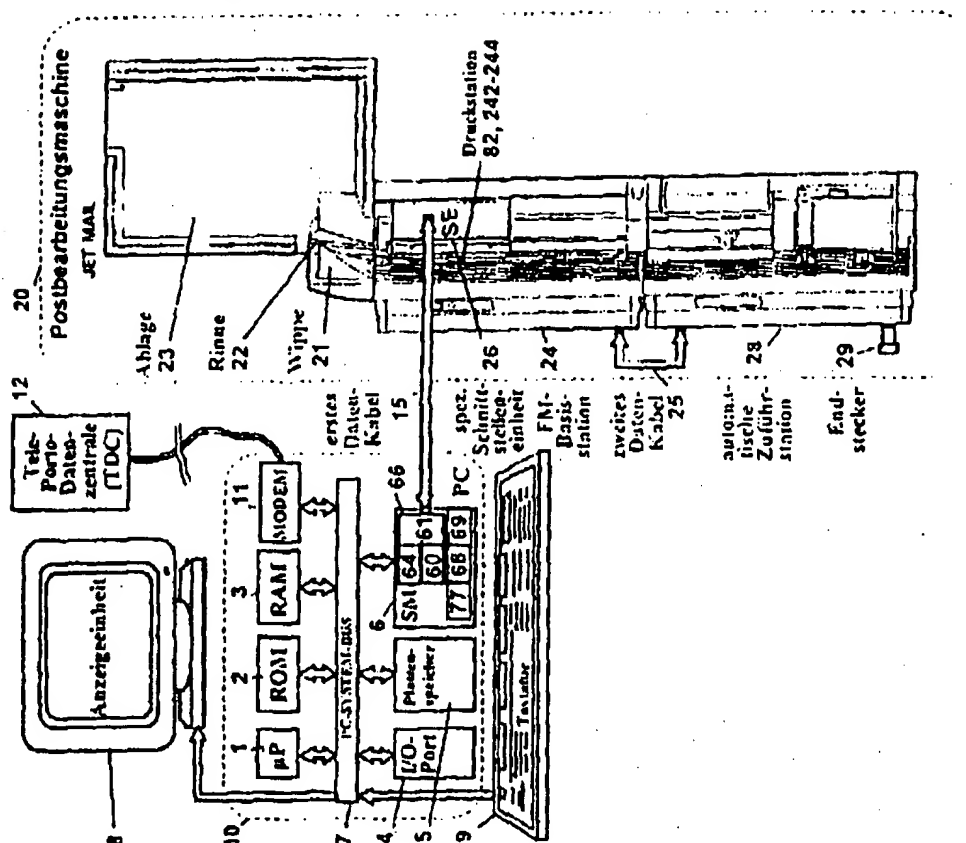 20
Postbearbeitungsmaschine
JET MAIL
Ablage
23
Rinne
22
Wippe
21
Druckstation
82, 242-244
SE
12
Tele-
Porto-
Daten-
zentrale
(TDC)
erstes
Daten-
Kabel
15
spez.
Schnitt-
stellen-
einheit
26
FM-
Basis-
station
24
zweites
Daten-
Kabel
25
automa-
tische
Zuführ-
station
28
End-
stecker
29
8
Anzeigeeinheit
10
1
µP
2
ROM
3
RAM
11
MODEM
7
PC-SYSTEM-BUS
4
I/O-
Port
5
Platten-
speicher
6
SM
64
61
66
60
77
68
69
PC
9
Tastatur